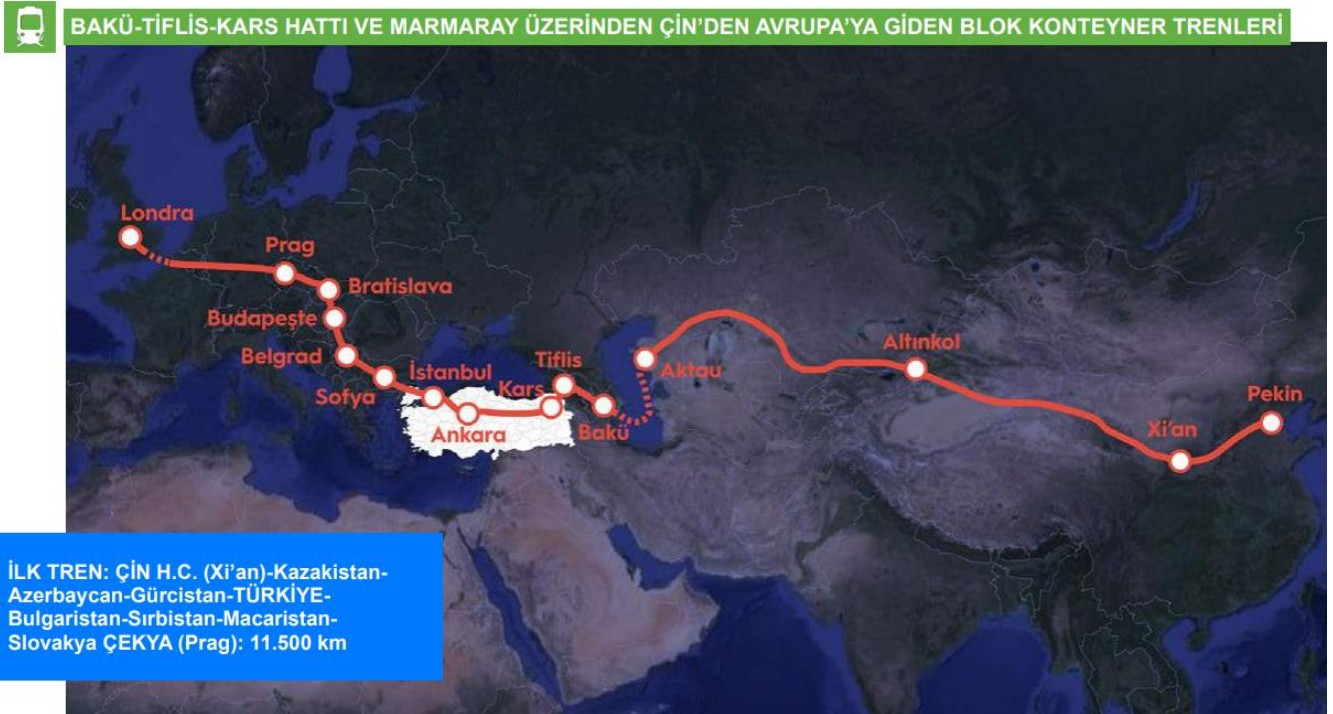 BAKÜ-TİFLİS-KARS HATTI VE MARMARAY ÜZERİNDEN ÇİN’DEN AVRUPA’YA GİDEN BLOK KONTEYNER TRENLERİ
Londra
Prag
Bratislava
Budapeşte
Belgrad
Sofya
İstanbul
Ankara
Kars
Tiflis
Bakü
Aktau
Altınkol
Xi’an
Pekin
İLK TREN: ÇİN H.C. (Xi’an)-Kazakistan-
Azerbaycan-Gürcistan-TÜRKİYE-
Bulgaristan-Sırbistan-Macaristan-
Slovakya ÇEKYA (Prag): 11.500 km